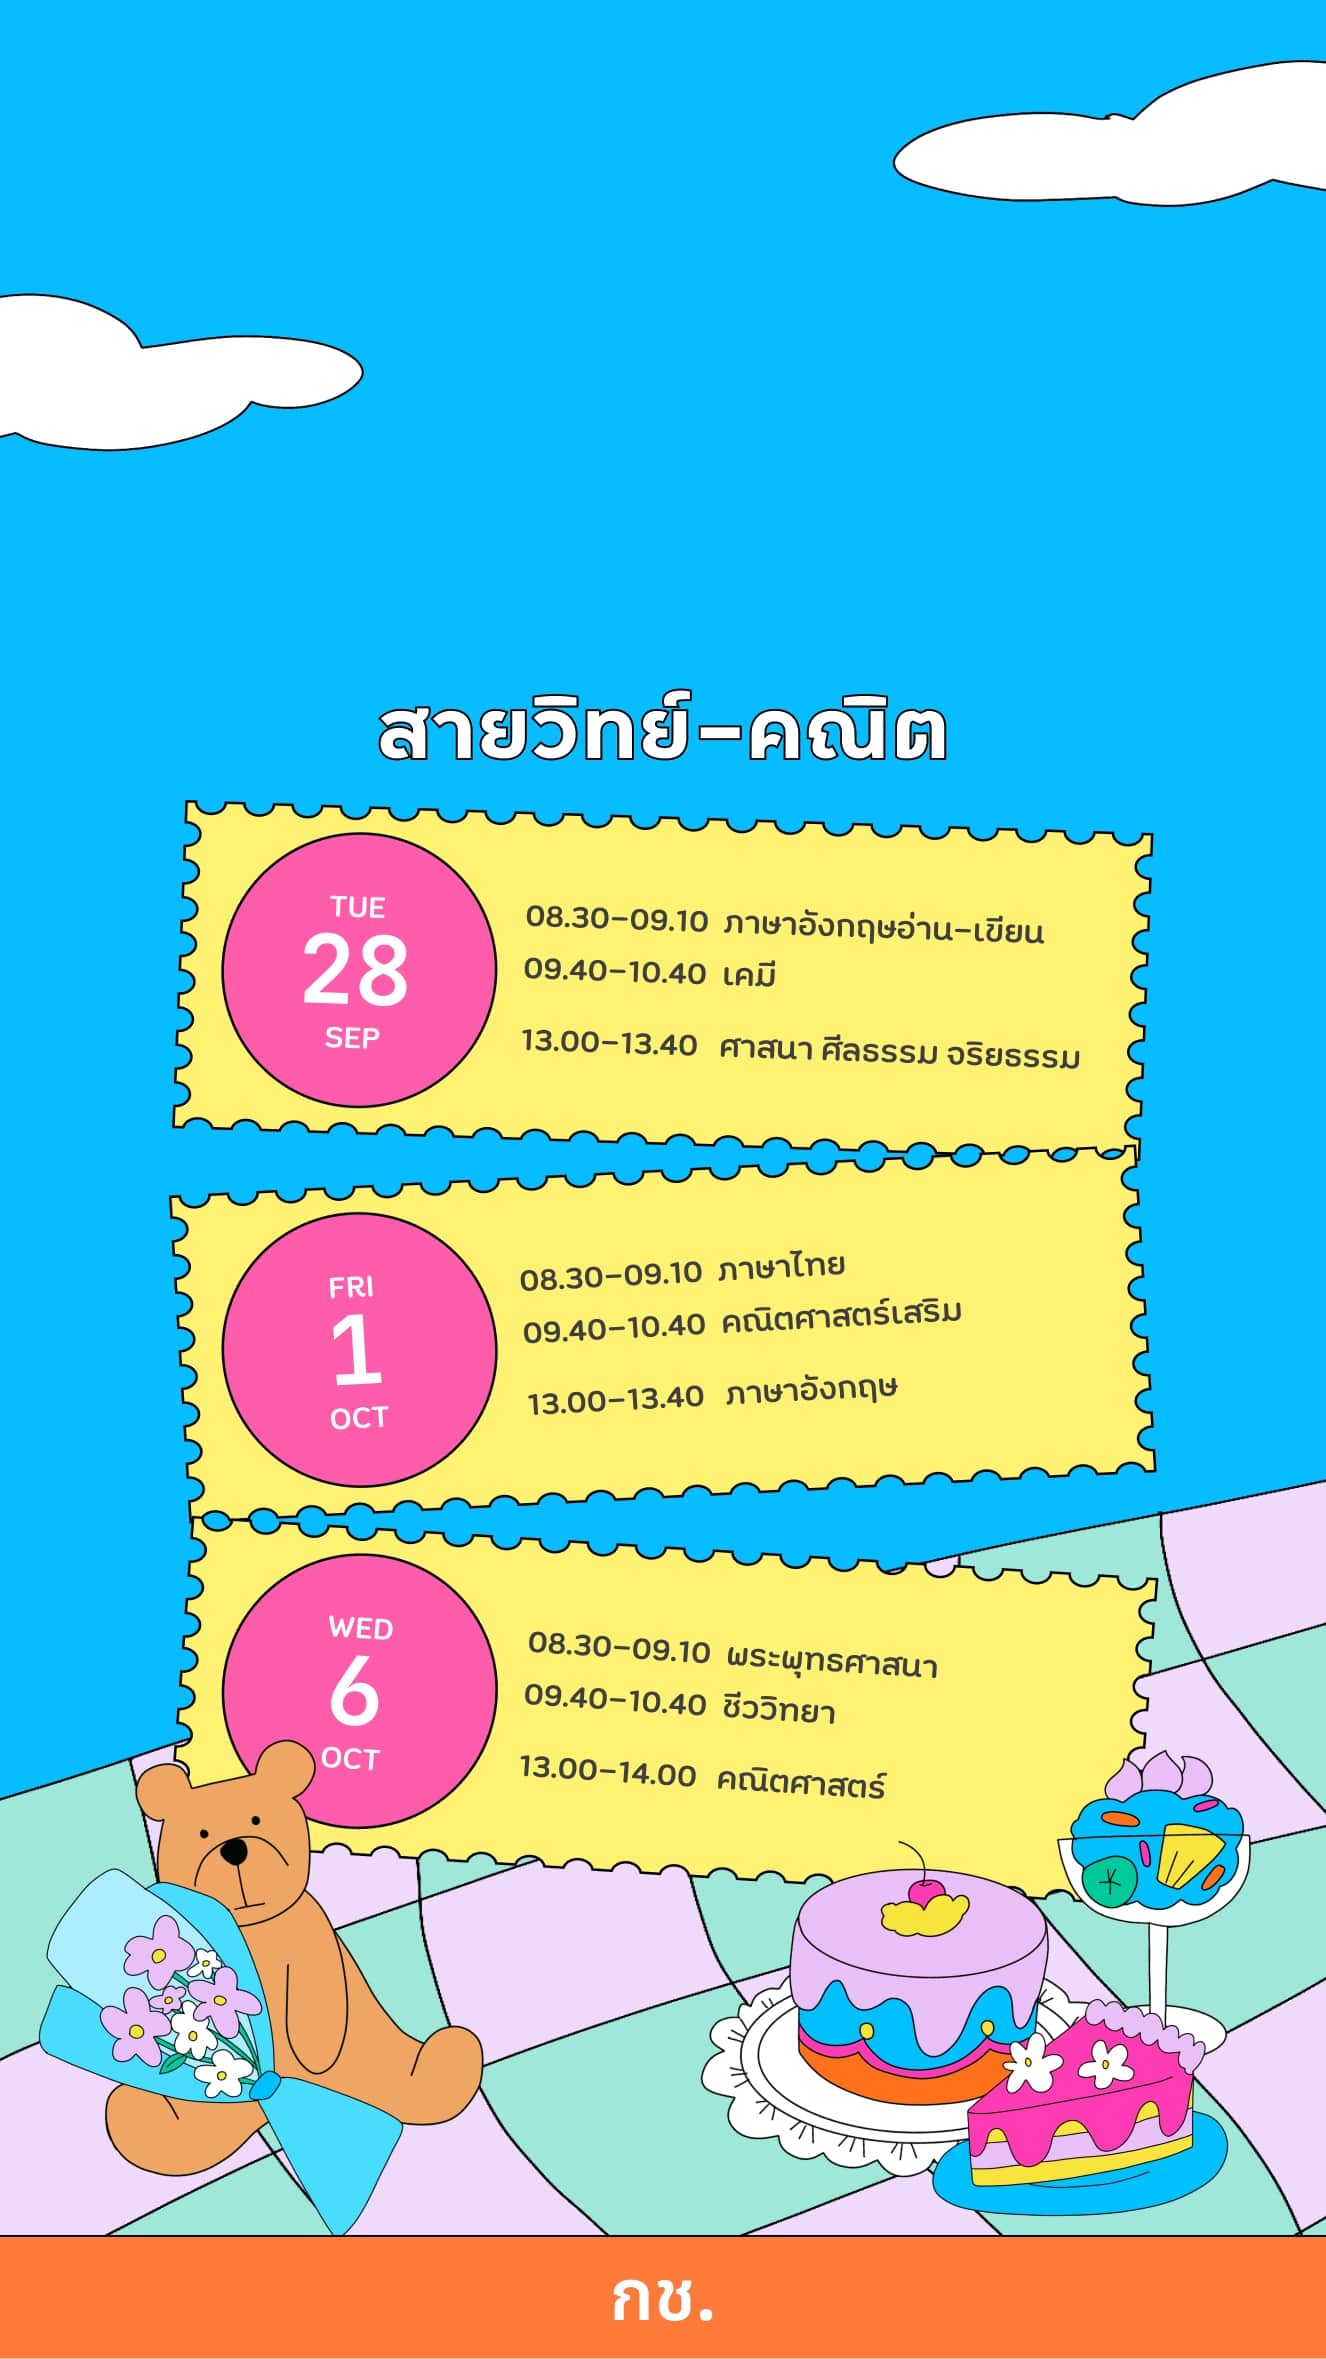 สายวิทย์-คณิต
TUE
28
SEP
08.30-09.10 ภาษาอังกฤษอ่าน-เขียน
09.40-10.40 เคมี
13.00-13.40 ศาสนา ศีลธรรม จริยธรรม
FRI
1
OCT
08.30-09.10 ภาษาไทย
09.40-10.40 คณิตศาสตร์เสริม
13.00-13.40 ภาษาอังกฤษ
WED
6
OCT
08.30-09.10 พระพุทธศาสนา
09.40-10.40 ชีววิทยา
13.00-14.00 คณิตศาสตร์
กช.